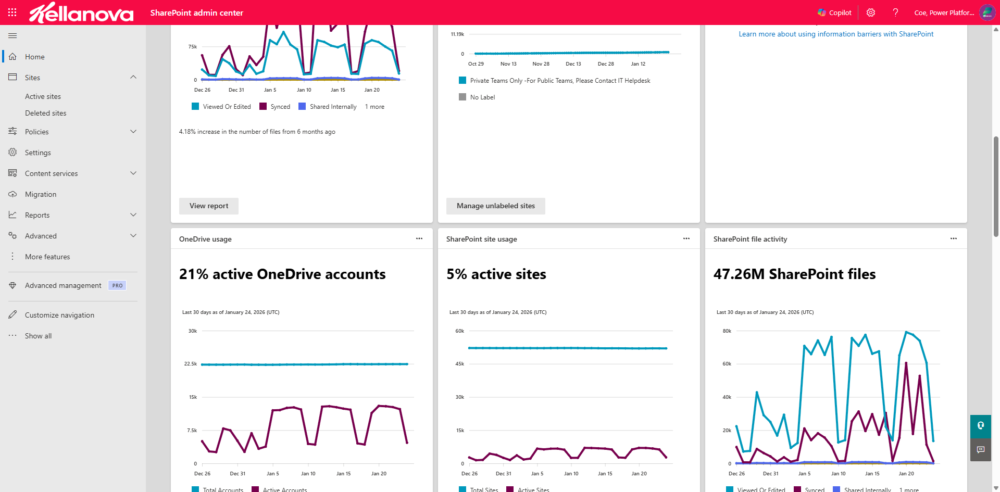 Kellanova
SharePoint admin center
Copilot
Coe, Power Platfor...
Home
Sites
Active sites
Deleted sites
Policies
Settings
Content services
Migration
Reports
Advanced
More features
Advanced management PRO
Customize navigation
Show all
75k
0
Dec 26 Dec 31 Jan 5 Jan 10 Jan 15 Jan 20
Viewed Or Edited Synced Shared Internally 1 more
4.18% increase in the number of files from 6 months ago
View report
11.19k
0
Oct 29 Nov 13 Nov 28 Dec 13 Dec 28 Jan 12
Private Teams Only -For Public Teams, Please Contact IT Helpdesk
No Label
Manage unlabeled sites
Learn more about using information barriers with SharePoint
OneDrive usage
21% active OneDrive accounts
Last 30 days as of January 24, 2026 (UTC)
30k
22.5k
15k
7.5k
0
Dec 26 Dec 31 Jan 5 Jan 10 Jan 15 Jan 20
Total Accounts Active Accounts
SharePoint site usage
5% active sites
Last 30 days as of January 24, 2026 (UTC)
60k
45k
30k
15k
0
Dec 26 Dec 31 Jan 5 Jan 10 Jan 15 Jan 20
Total Sites Active Sites
SharePoint file activity
47.26M SharePoint files
Last 30 days as of January 24, 2026 (UTC)
80k
60k
40k
20k
0
Dec 26 Dec 31 Jan 5 Jan 10 Jan 15 Jan 20
Viewed Or Edited Synced Shared Internally 1 more